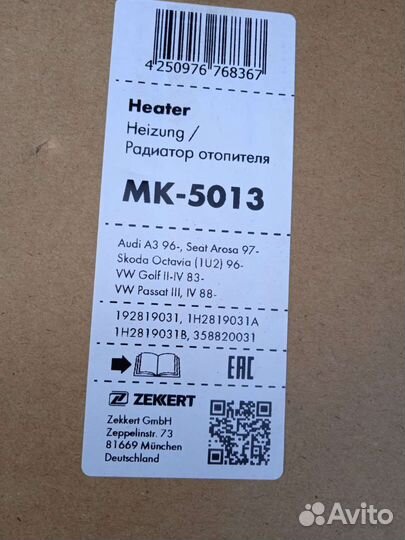 4 250976 768367
Heater
Heizung /
Радиатор отопителя
MK-5013
Audi A3 96-, Seat Arosa 97-
Skoda Octavia (1U2) 96-
VW Golf II-IV 83-
VW Passat III, IV 88-
192819031, 1H2819031A
1H2819031B, 358820031
EAC
ZEKKERT
Zekkert GmbH
Zeppelinstr. 73
81669 München
Deutschland
Avito